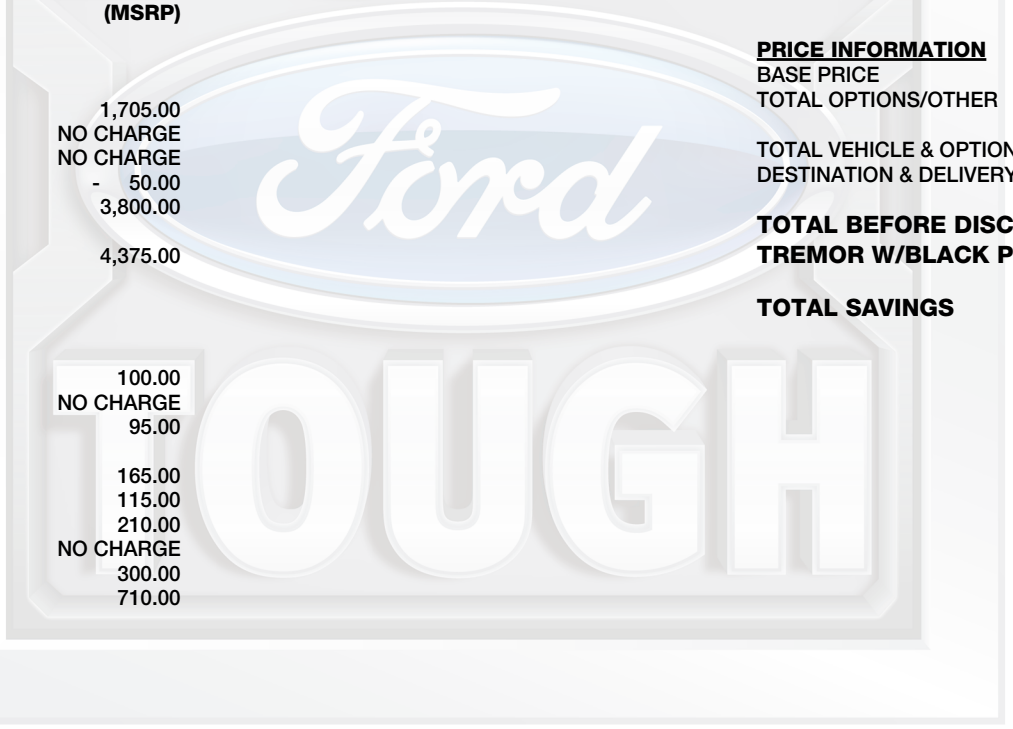 (MSRP)
1,705.00
NO CHARGE
NO CHARGE
- 50.00
3,800.00
4,375.00
100.00
NO CHARGE
95.00
165.00
115.00
210.00
NO CHARGE
300.00
710.00
PRICE INFORMATION
BASE PRICE
TOTAL OPTIONS/OTHER
TOTAL VEHICLE & OPTION
DESTINATION & DELIVERY
TOTAL BEFORE DISC
TREMOR W/BLACK P
TOTAL SAVINGS
Ford
TOUGH